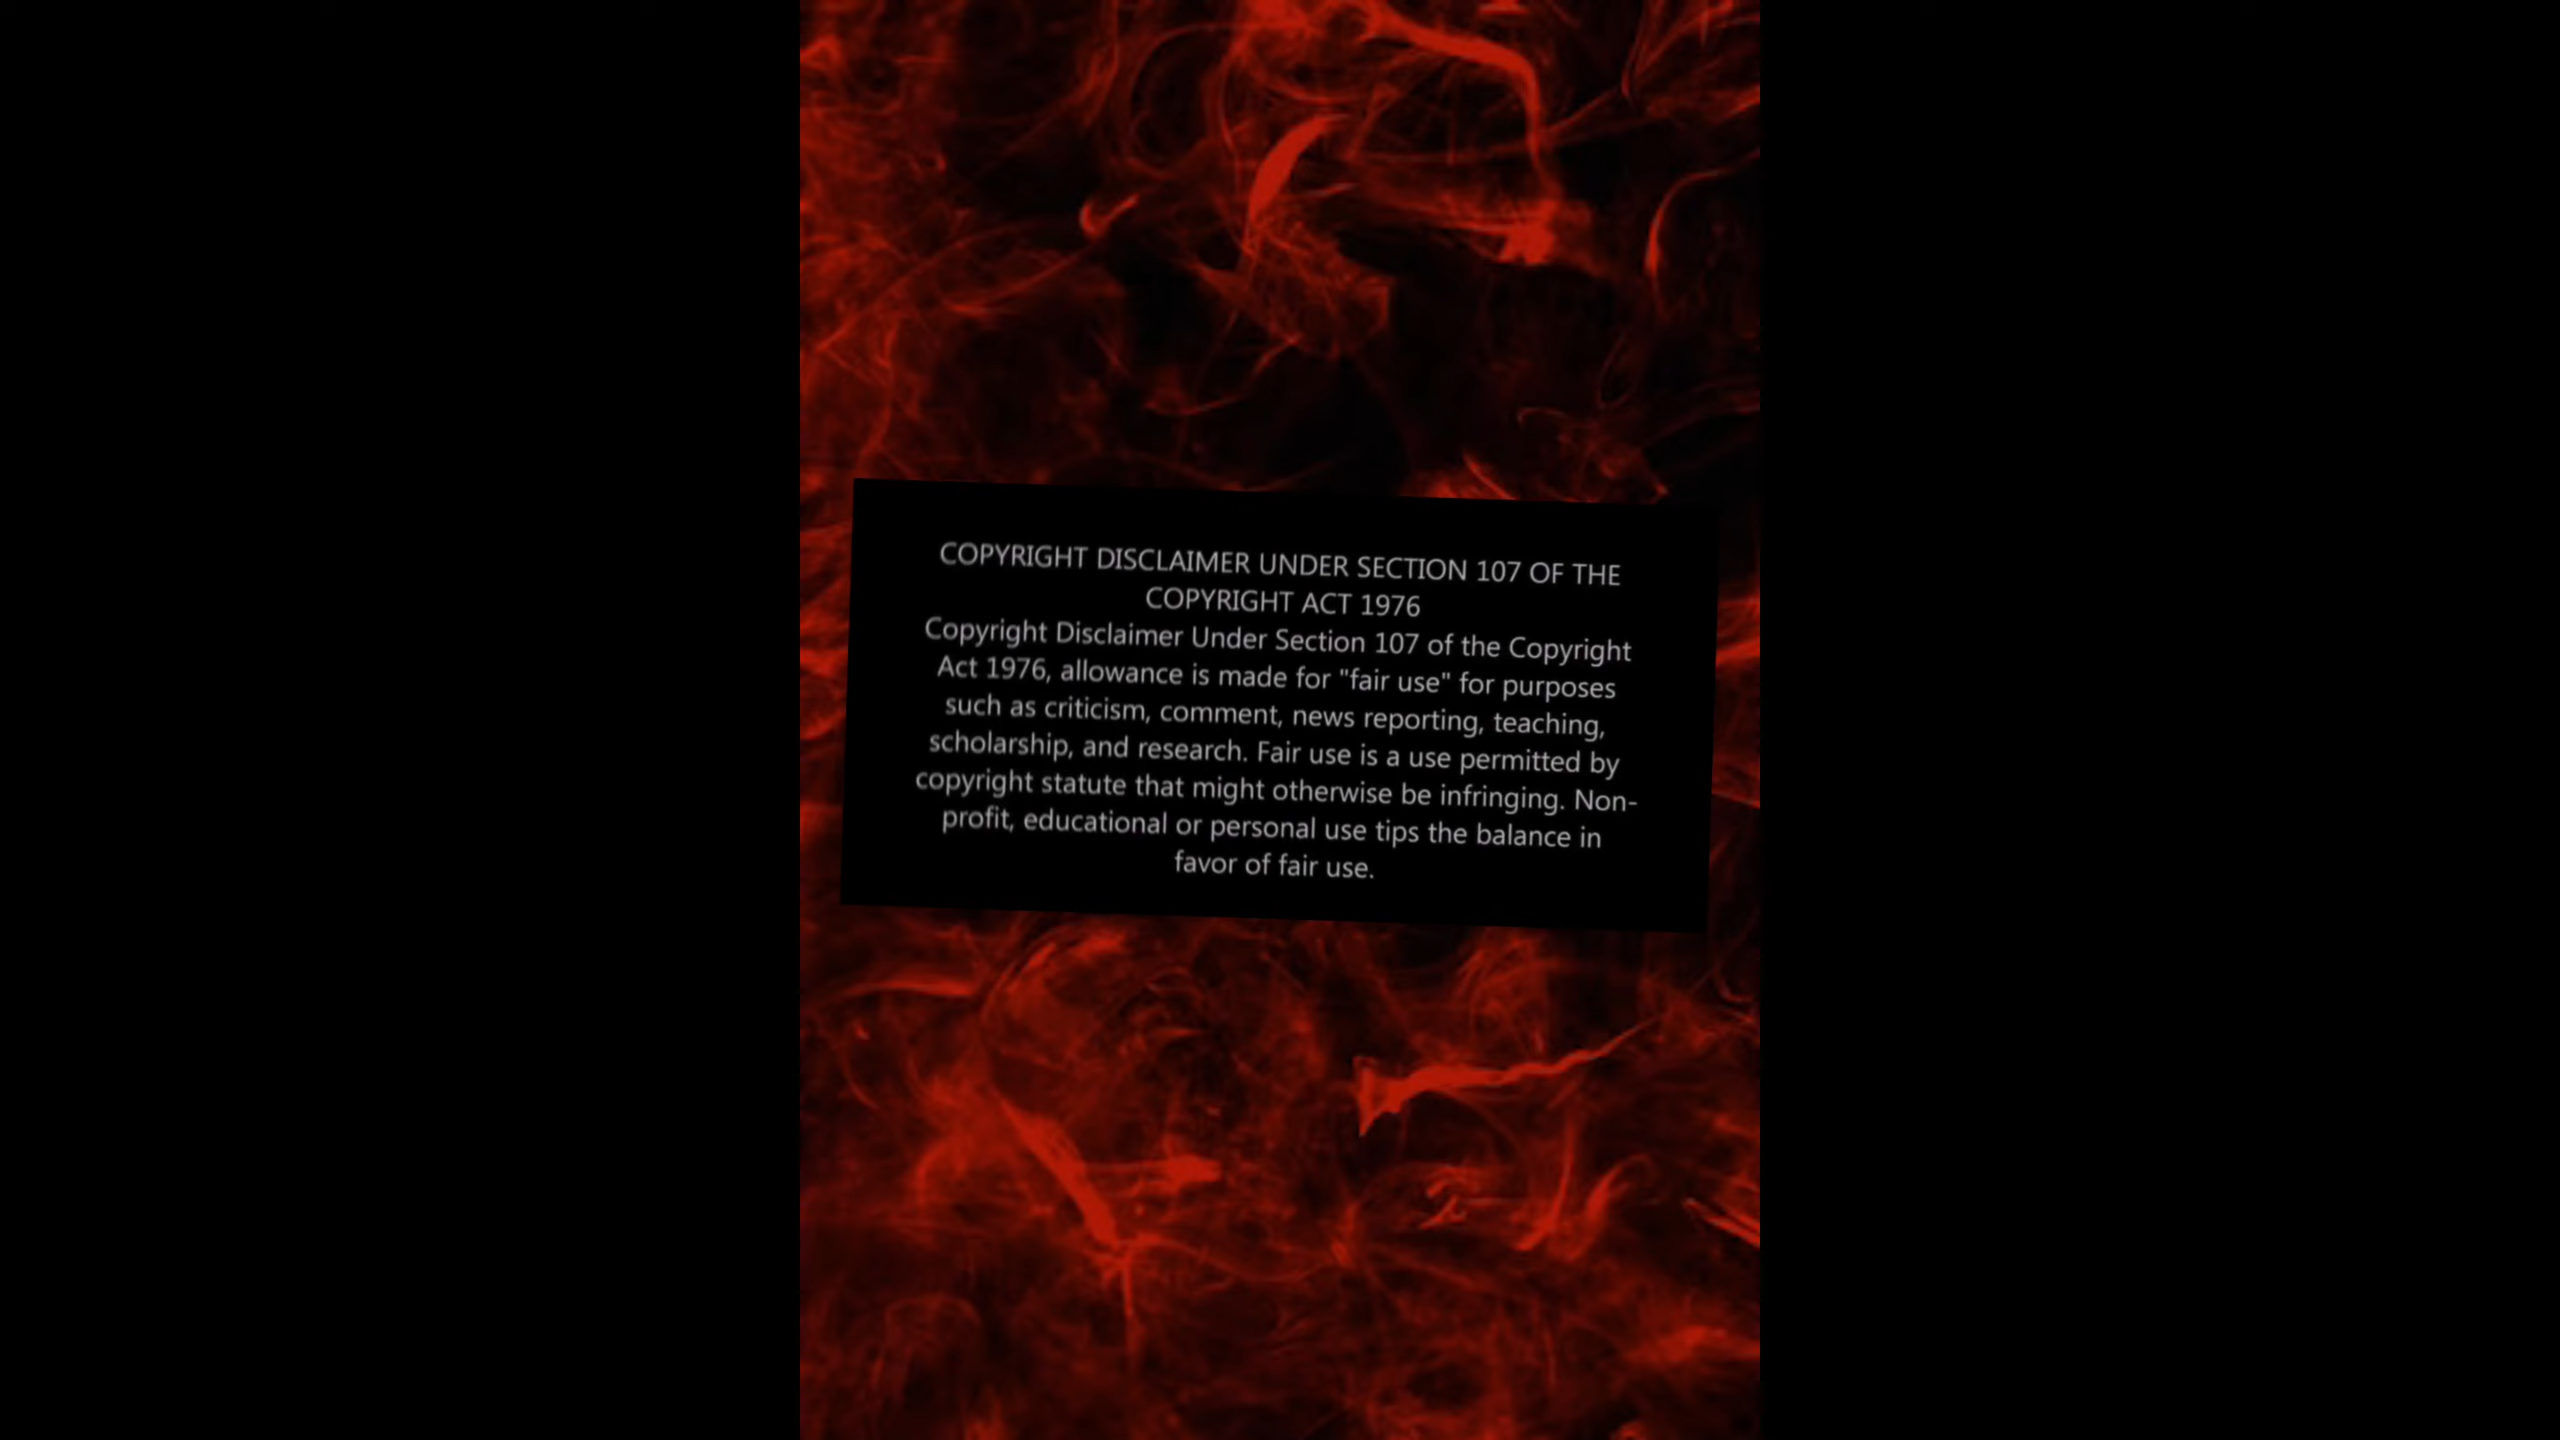 COPYRIGHT DISCLAIMER UNDER SECTION 107 OF THE
COPYRIGHT ACT 1976
Copyright Disclaimer Under Section 107 of the Copyright
Act 1976, allowance is made for "fair use" for purposes
such as criticism, comment, news reporting, teaching,
scholarship, and research. Fair use is a use permitted by
copyright statute that might otherwise be infringing. Non-
profit, educational or personal use tips the balance in
favor of fair use.